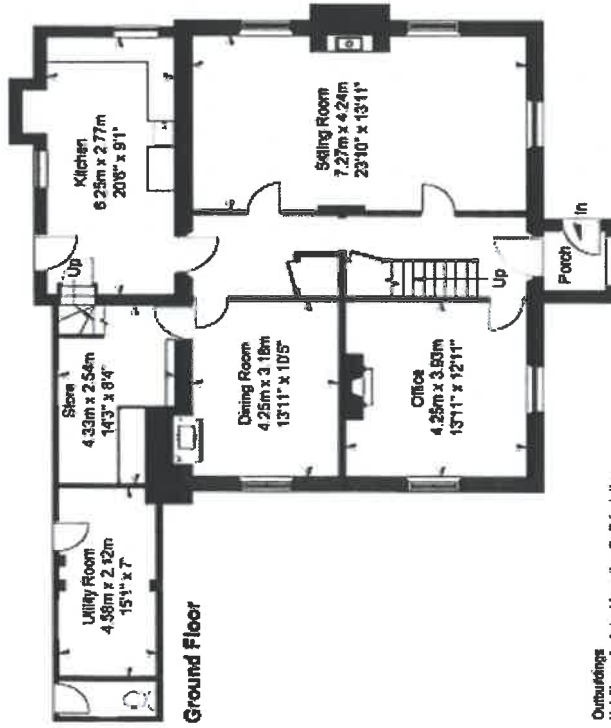 Kitchen
6.25m x 2.77m
20'6" x 9'1"
Up
Sitting Room
7.27m x 4.24m
23'10" x 13'11"
Store
4.33m x 2.54m
14'3" x 8'4"
Dining Room
4.25m x 3.18m
13'11" x 10'5"
Office
4.25m x 3.93m
13'11" x 12'11"
Up
Porch
In
Utility Room
4.58m x 2.12m
15'1" x 7'
Ground Floor
Outbuildings